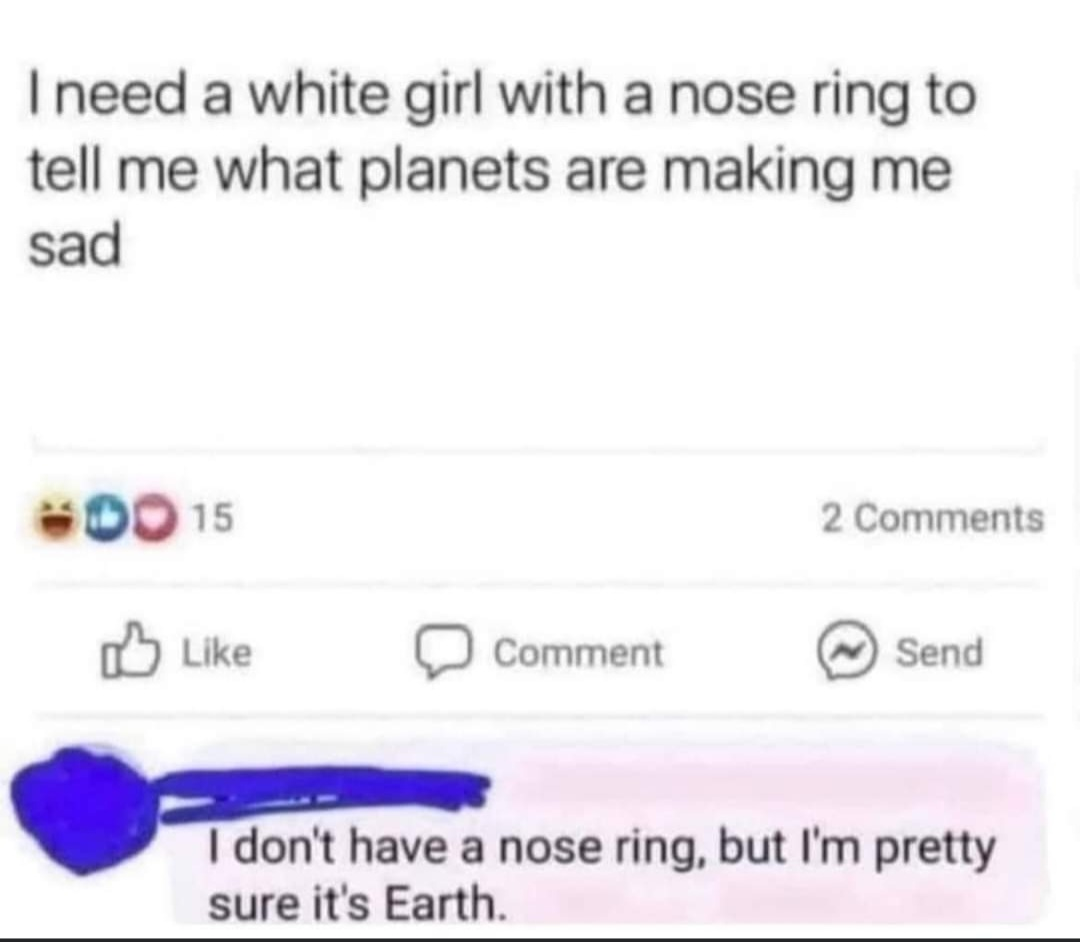 I need a white girl with a nose ring to
tell me what planets are making me
sad
15
2 Comments
Like
Comment
Send
I don't have a nose ring, but I'm pretty
sure it's Earth.